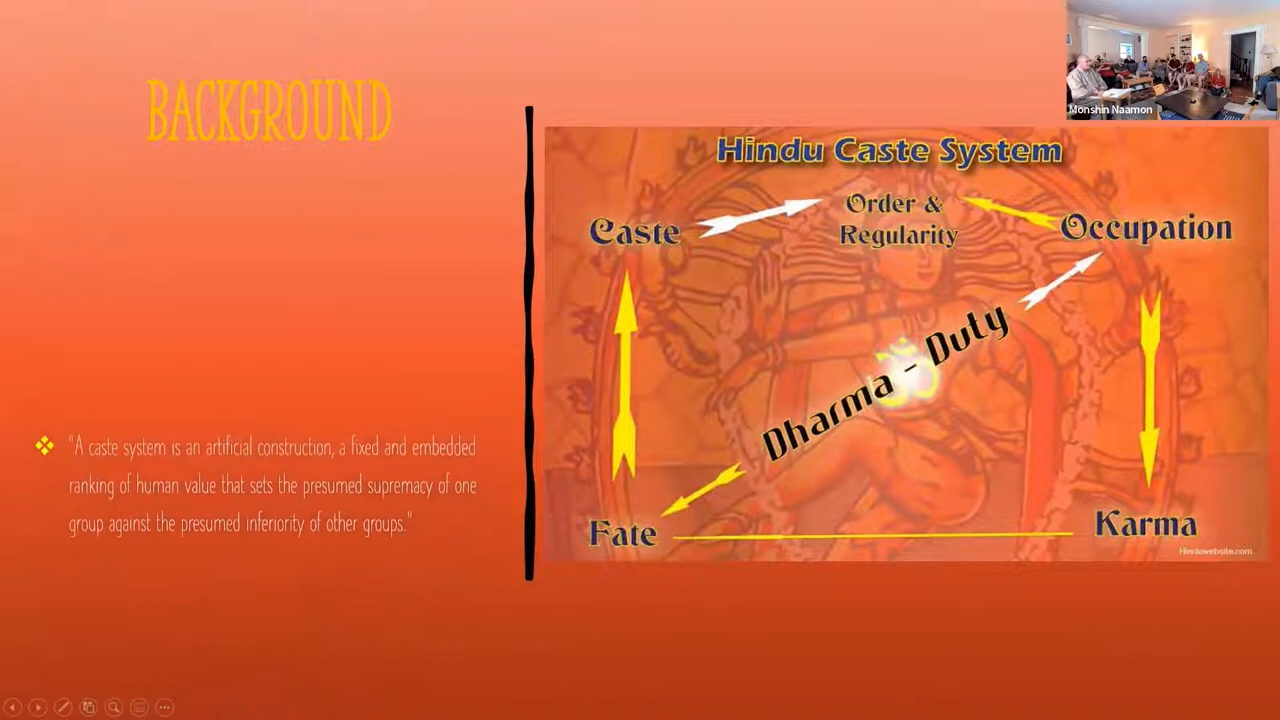 BACKGROUND
"A caste system is an artificial construction, a fixed and embedded
ranking of human value that sets the presumed supremacy of one
group against the presumed inferiority of other groups."
Hindu Caste System
Caste
Order &
Regularity
Occupation
Dharma - Duty
Fate
Karma
Hinduwebsite.com
Monshin Naamon